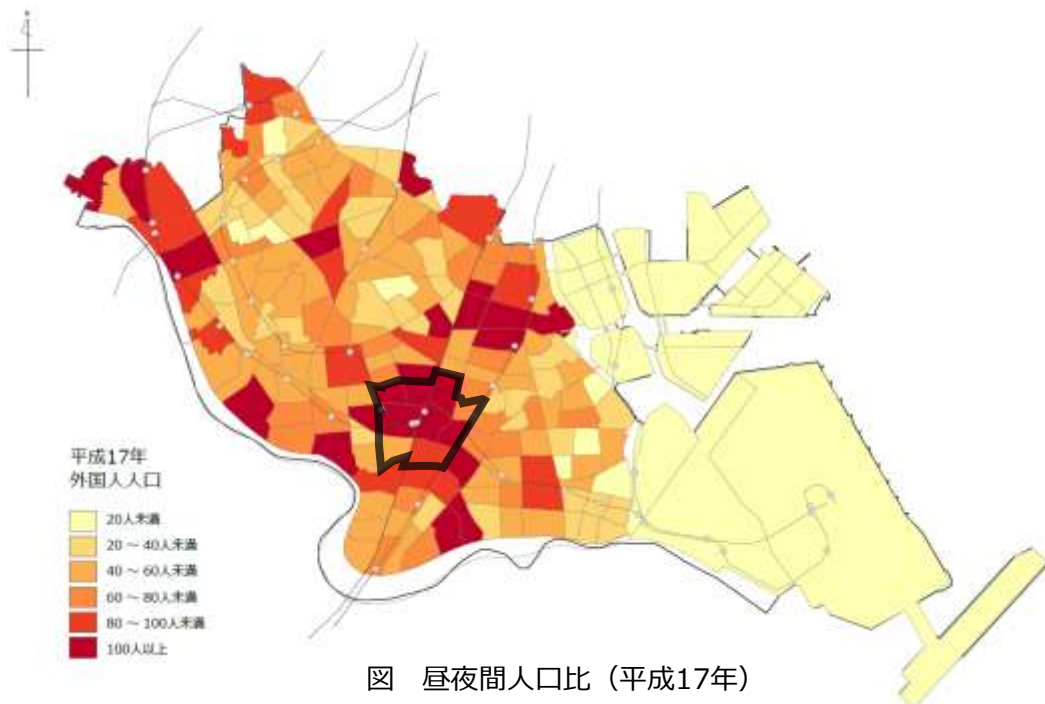 平成17年
外国人人口
20人未満
20 ～ 40人未満
40 ～ 60人未満
60 ～ 80人未満
80 ～ 100人未満
100人以上
図　昼夜間人口比（平成17年）